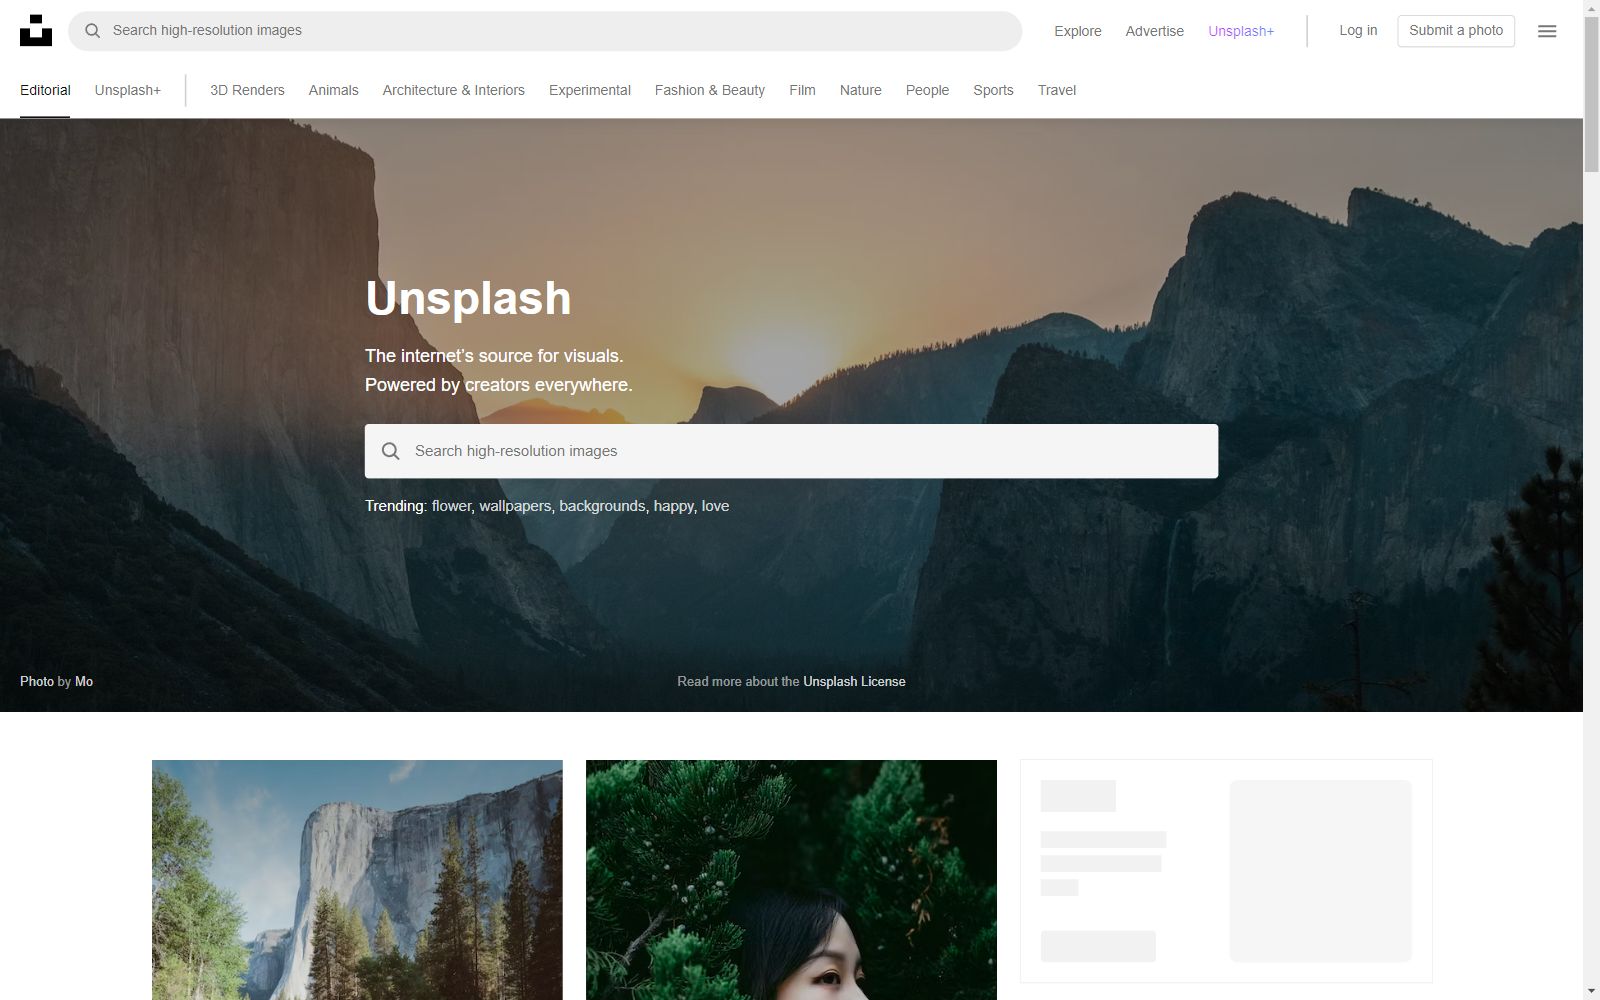 Search high-resolution images
Explore
Advertise
Unsplash+
Log in
Submit a photo
Editorial
Unsplash+
3D Renders
Animals
Architecture & Interiors
Experimental
Fashion & Beauty
Film
Nature
People
Sports
Travel
Unsplash
The internet's source for visuals.
Powered by creators everywhere.
Search high-resolution images
Trending: flower, wallpapers, backgrounds, happy, love
Photo by Mo
Read more about the Unsplash License